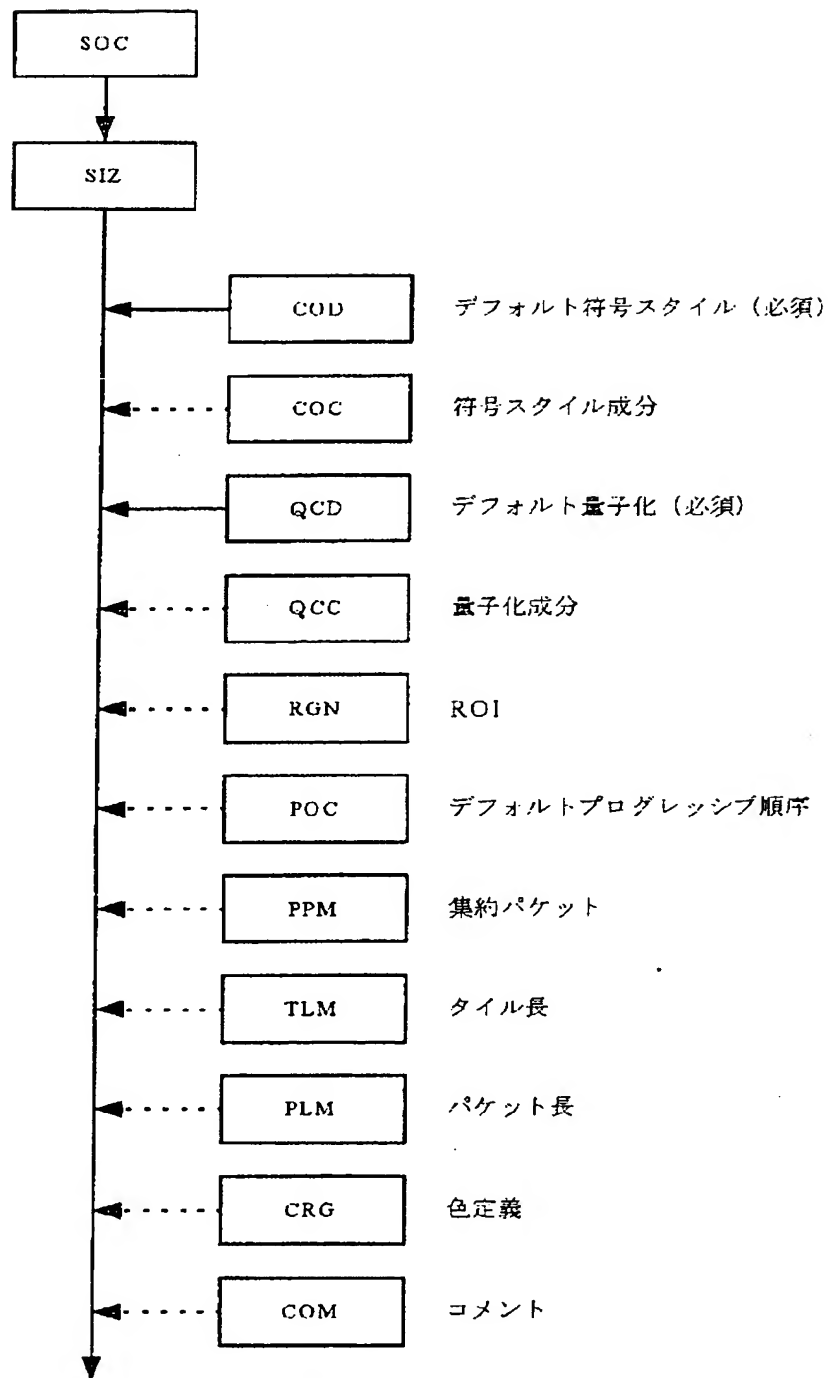 SOC
SIZ
COD デフォルト符号スタイル（必須）
COC 符号スタイル成分
QCD デフォルト量子化（必須）
QCC 量子化成分
RGN ROI
POC デフォルトプログレッシブ順序
PPM 集約パケット
TLM タイル長
PLM パケット長
CRG 色定義
COM コメント